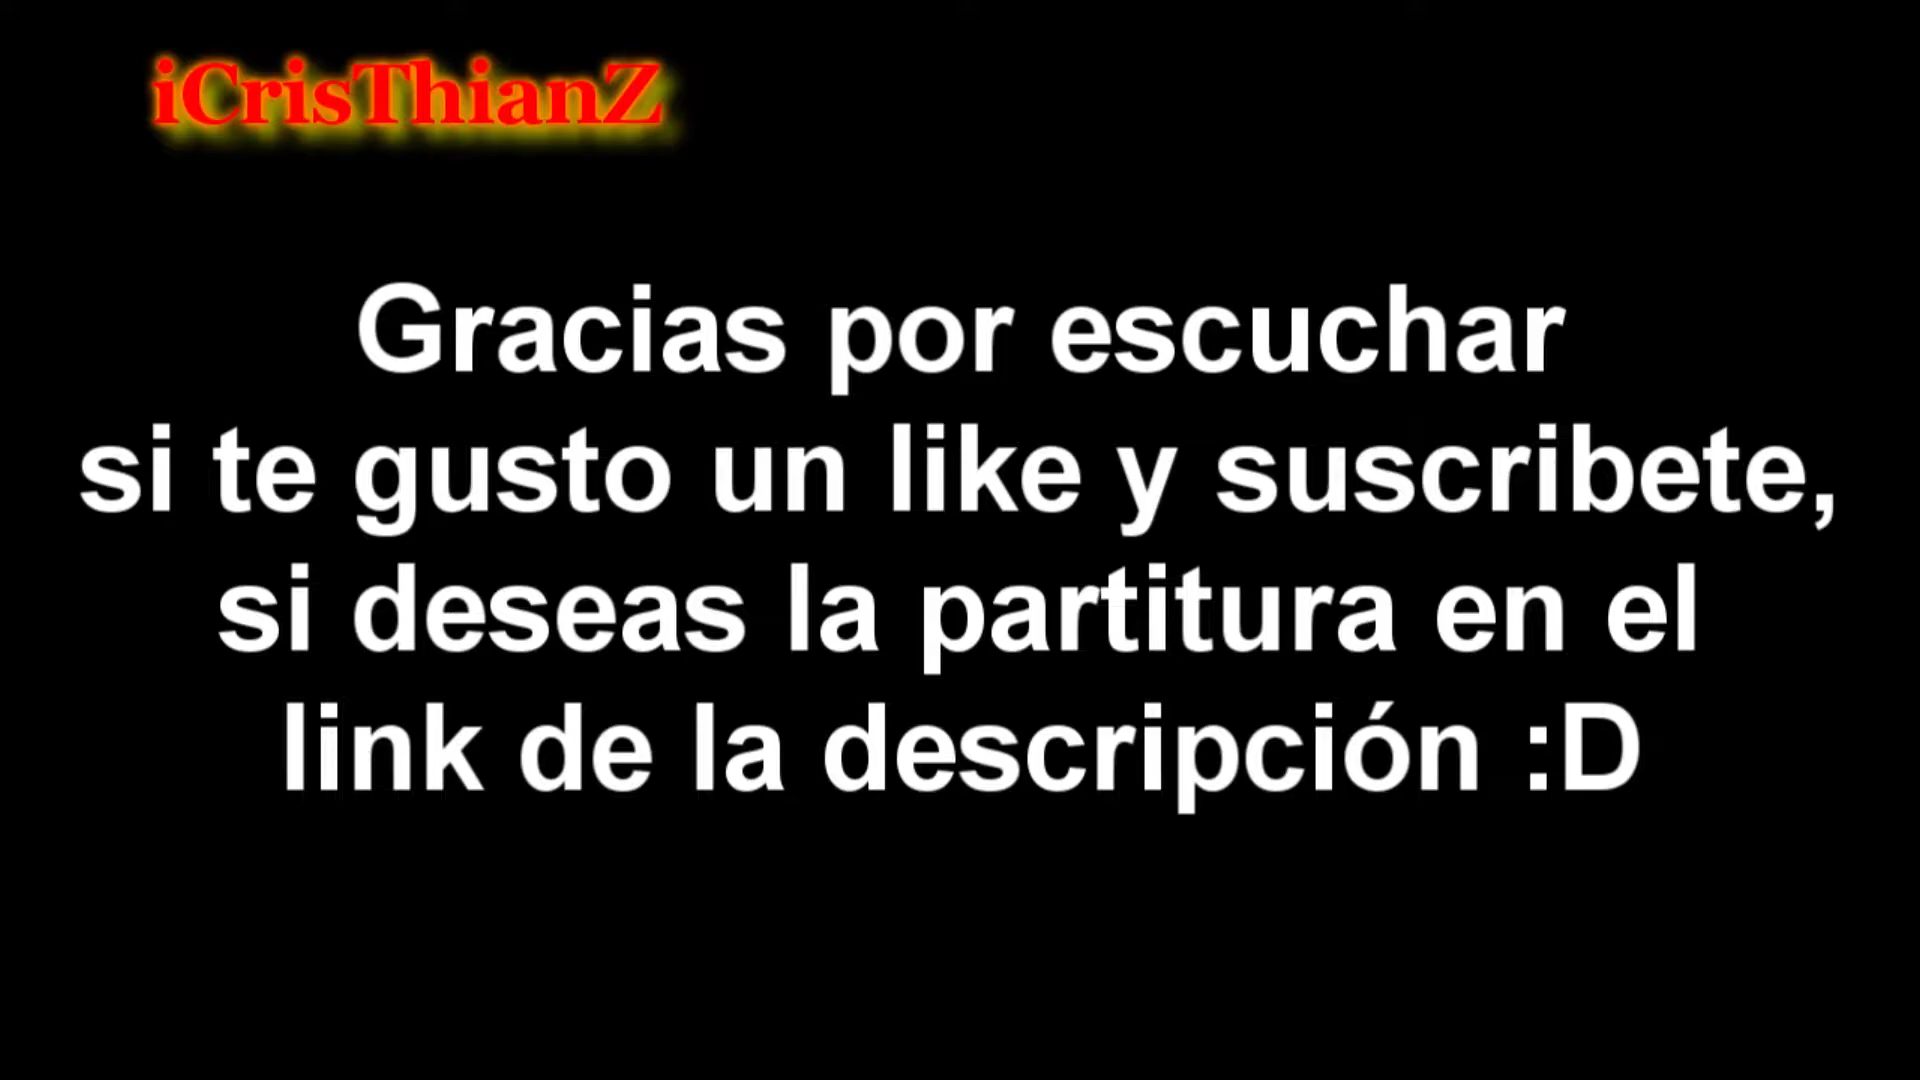 iCrisThianZ
Gracias por escuchar
si te gusto un like y suscribete,
si deseas la partitura en el
link de la descripción :D